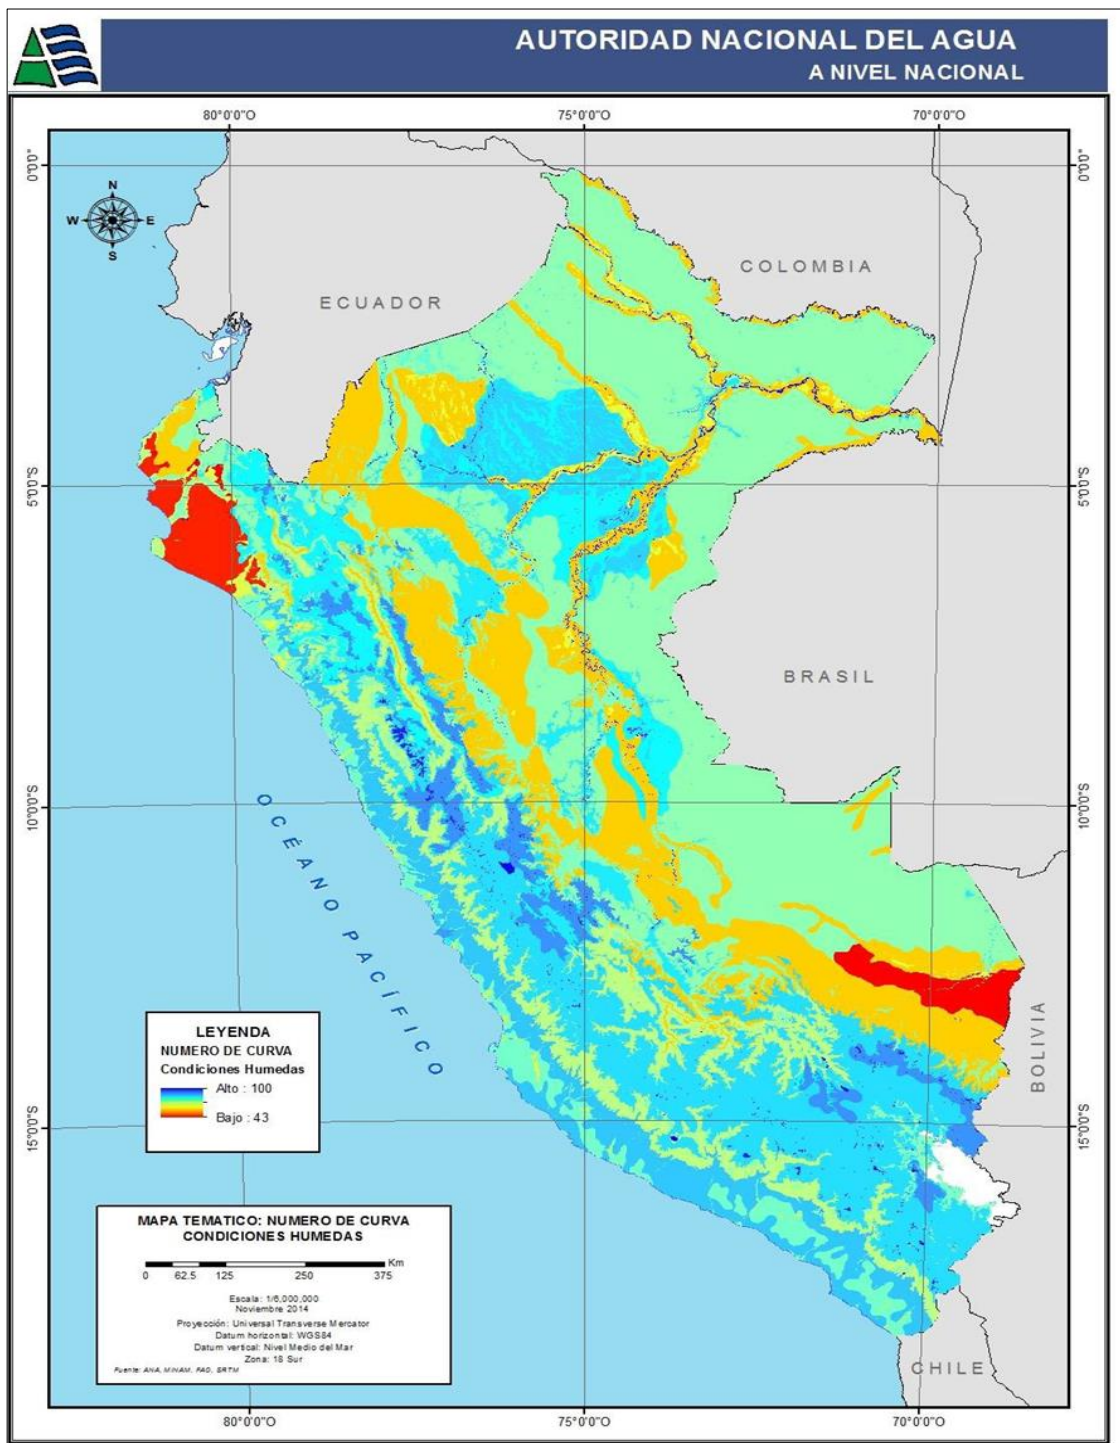 AUTORIDAD NACIONAL DEL AGUA
A NIVEL NACIONAL
80°0'0"O 75°0'0"O 70°0'0"O
0°0'0" 0°0'0"
N
W E
S
COLOMBIA
ECUADOR
5°0'0"S 5°0'0"S
BRASIL
10°0'0"S 10°0'0"S
OCÉANO PACÍFICO
BOLIVIA
LEYENDA
NUMERO DE CURVA
Condiciones Humedas
Alto : 100
Bajo : 43
15°0'0"S 15°0'0"S
MAPA TEMATICO: NUMERO DE CURVA
CONDICIONES HUMEDAS
Km
0 62.5 125 250 375
Escala: 1/6,000,000
Noviembre 2014
Proyección: Universal Transverse Mercator
Datum horizontal: WGS84
Datum vertical: Nivel Medio del Mar
Zona: 18 Sur
Fuente: ANA, MINAM, FAO, SRTM
CHILE
80°0'0"O 75°0'0"O 70°0'0"O